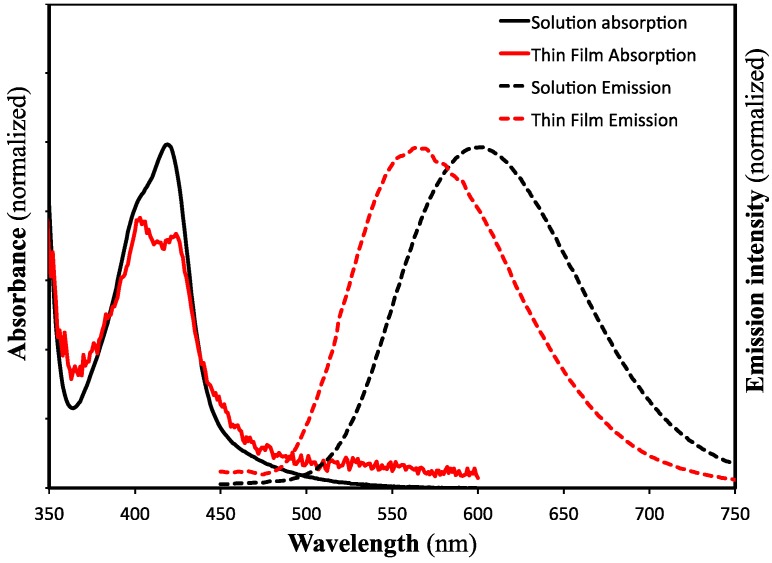 Solution absorption
Thin Film Absorption
Solution Emission
Thin Film Emission
Absorbance (normalized)
Emission intensity (normalized)
350 400 450 500 550 600 650 700 750
Wavelength (nm)